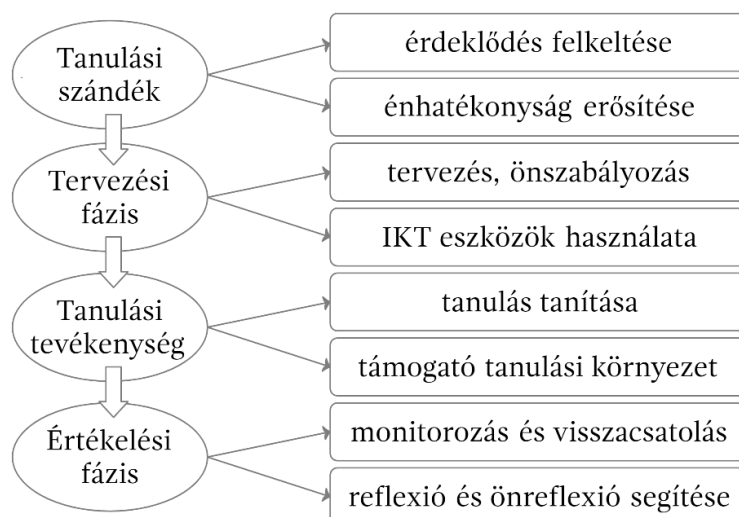 Tanulási
szándék
érdeklődés felkeltése
énhatékonyság erősítése
Tervezési
fázis
tervezés, önszabályozás
IKT eszközök használata
Tanulási
tevékenység
tanulás tanítása
támogató tanulási környezet
Értékelési
fázis
monitorozás és visszacsatolás
reflexió és önreflexió segítése